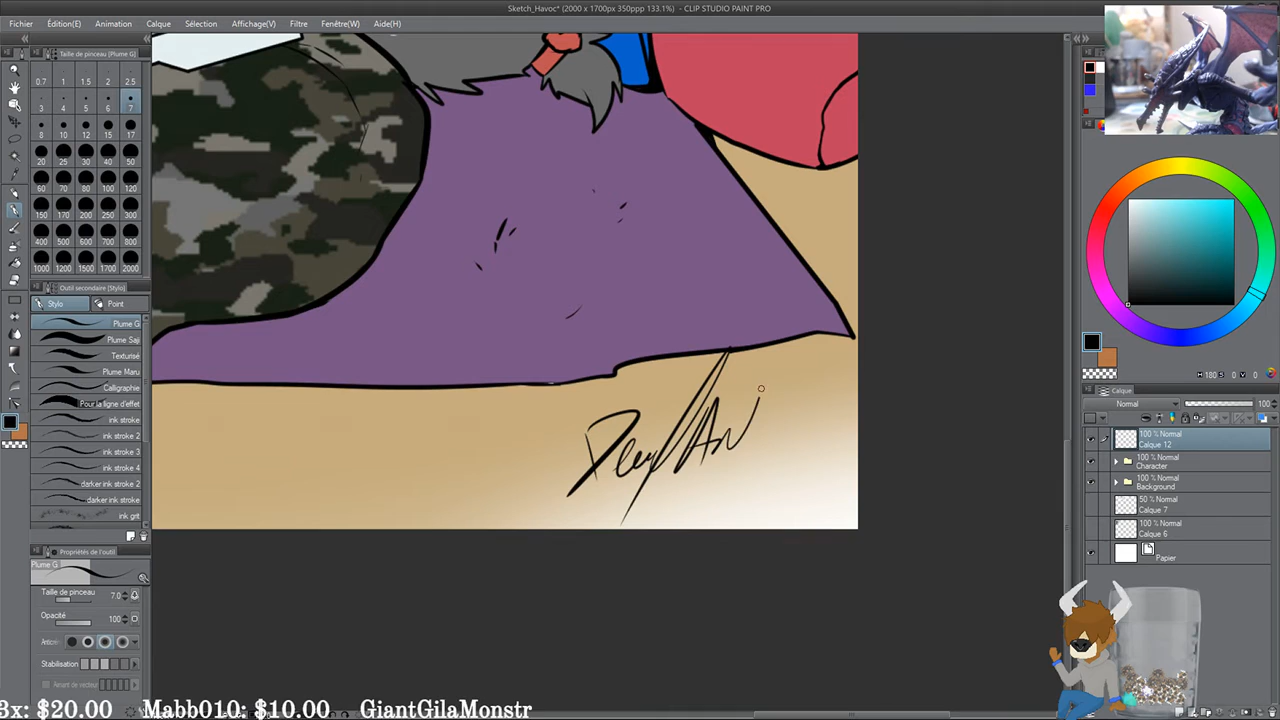 Sketch_Havoc* (2000 x 1700px 350ppp 133.1%) - CLIP STUDIO PAINT PRO
Fichier Édition(E) Animation Calque Sélection Affichage(V) Filtre Fenêtre(W) Aide(H)
Taille de pinceau [Plume G]
0.7 1 1.5 2 2.5
3 4 5 6 7
8 10 12 15 17
20 25 30 40 50
60 70 80 100 120
150 170 200 250 300
400 500 600 700 800
1000 1200 1500 1700 2000
Outil secondaire [Stylo]
Stylo Point
Plume G
Plume Saji
Texturisé
Plume Maru
Calligraphie
Pour la ligne d'effet
ink stroke
ink stroke 2
ink stroke 3
ink stroke 4
darker ink stroke 2
darker ink stroke
ink grit
Propriétés de l'outil
Plume G
Taille de pinceau 7.0
Opacité 100
Stabilisation
H 180 S 0 V 0
Calque
Normal 100
100 % Normal
Calque 12
100 % Normal
Character
100 % Normal
Background
50 % Normal
Calque 7
100 % Normal
Calque 6
Papier
3x: $20.00 Mabb010: $10.00 GiantGilaMonstr